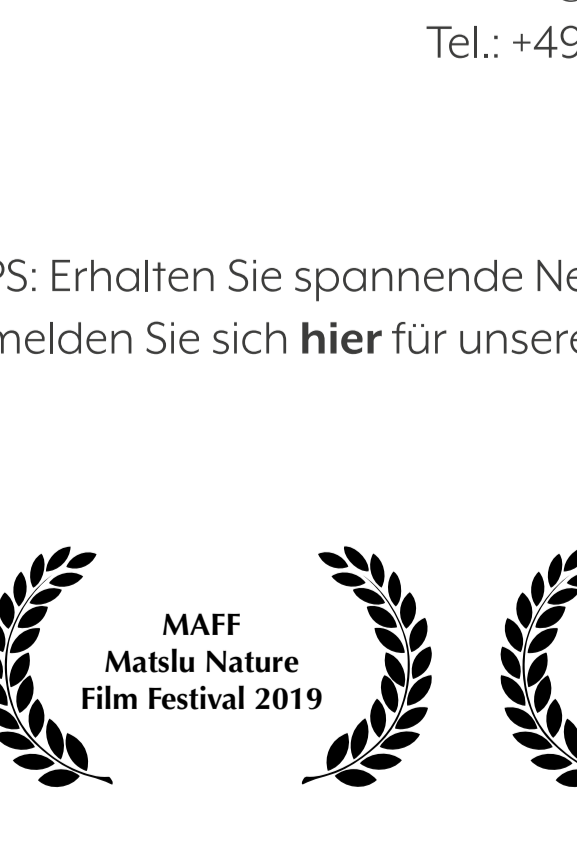 Tel.: +49
PS: Erhalten Sie spannende Ne
melden Sie sich hier für unsere
MAFF
Matslu Nature
Film Festival 2019